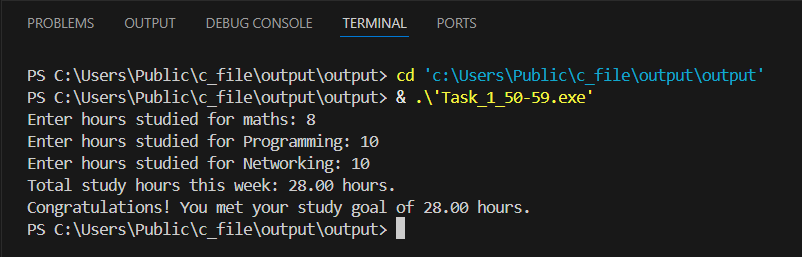 PROBLEMS OUTPUT DEBUG CONSOLE TERMINAL PORTS
PS C:\Users\Public\c_file\output\output> cd 'c:\Users\Public\c_file\output\output'
PS C:\Users\Public\c_file\output\output> & .\'Task_1_50-59.exe'
Enter hours studied for maths: 8
Enter hours studied for Programming: 10
Enter hours studied for Networking: 10
Total study hours this week: 28.00 hours.
Congratulations! You met your study goal of 28.00 hours.
PS C:\Users\Public\c_file\output\output>